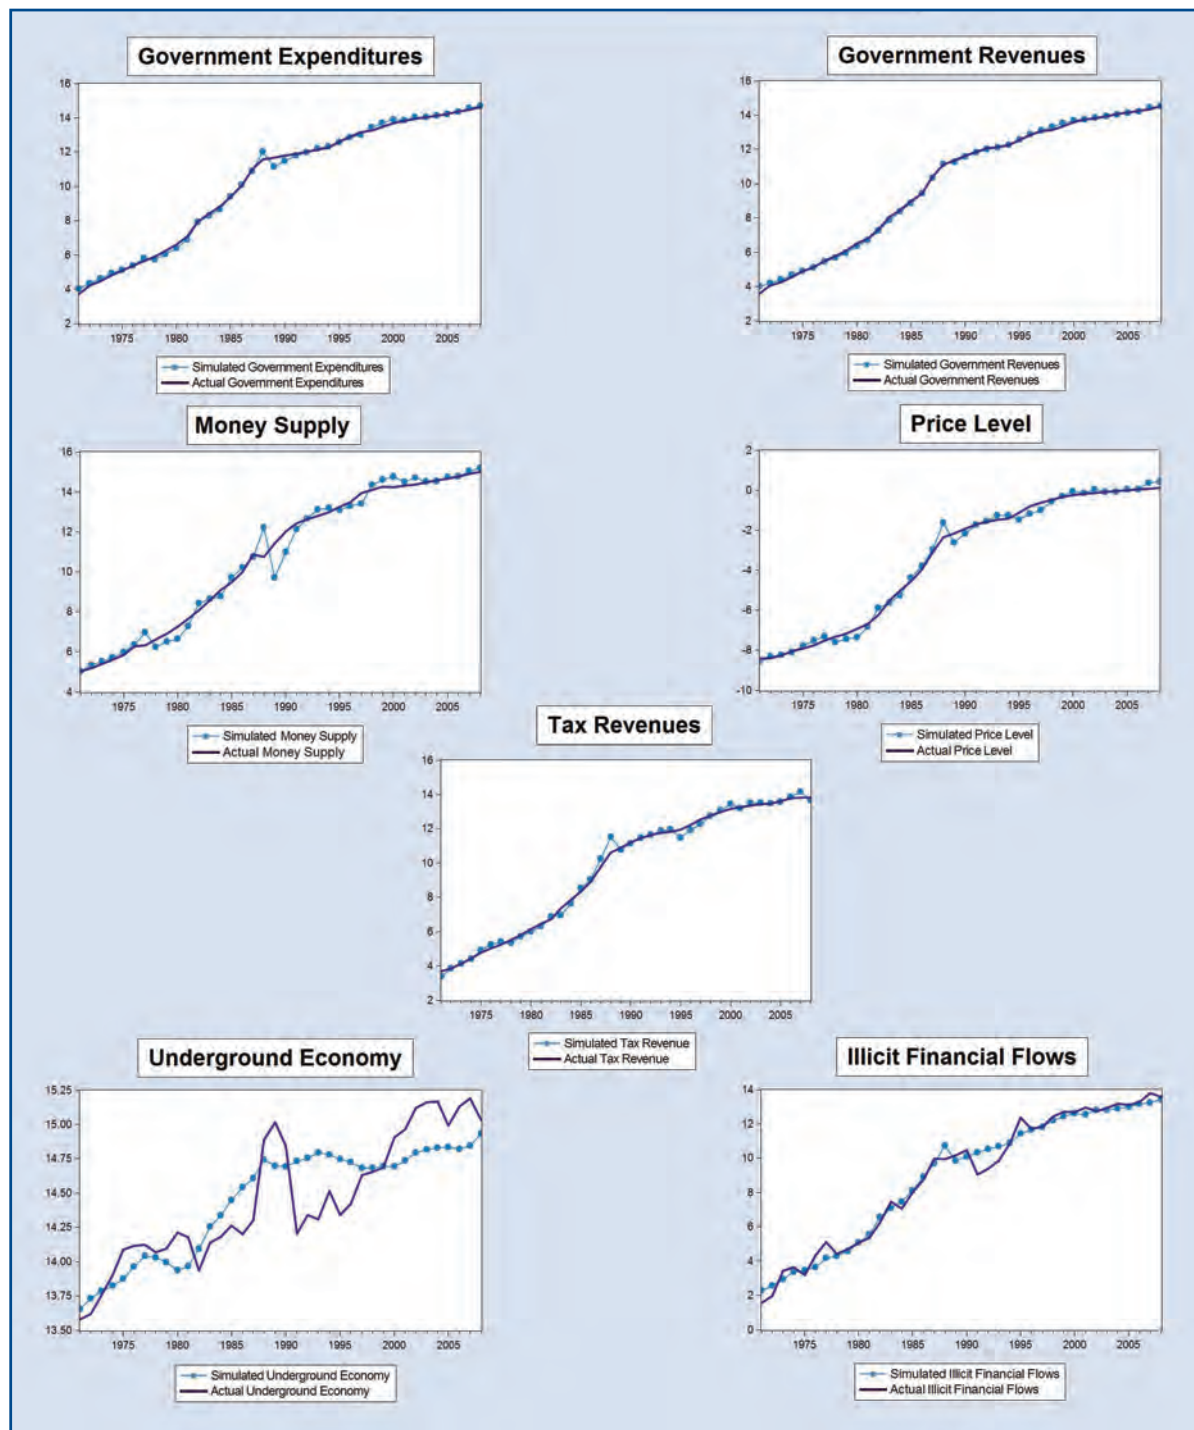 Government Expenditures
16
14
12
10
8
6
4
2
1975 1980 1985 1990 1995 2000 2005
Simulated Government Expenditures
Actual Government Expenditures
Government Revenues
16
14
12
10
8
6
4
2
1975 1980 1985 1990 1995 2000 2005
Simulated Government Revenues
Actual Government Revenues
Money Supply
16
14
12
10
8
6
4
1975 1980 1985 1990 1995 2000 2005
Simulated Money Supply
Actual Money Supply
Price Level
2
0
-2
-4
-6
-8
-10
1975 1980 1985 1990 1995 2000 2005
Simulated Price Level
Actual Price Level
Tax Revenues
16
14
12
10
8
6
4
2
1975 1980 1985 1990 1995 2000 2005
Simulated Tax Revenue
Actual Tax Revenue
Underground Economy
15.25
15.00
14.75
14.50
14.25
14.00
13.75
13.50
1975 1980 1985 1990 1995 2000 2005
Simulated Underground Economy
Actual Underground Economy
Illicit Financial Flows
14
12
10
8
6
4
2
0
1975 1980 1985 1990 1995 2000 2005
Simulated Illicit Financial Flows
Actual Illicit Financial Flows